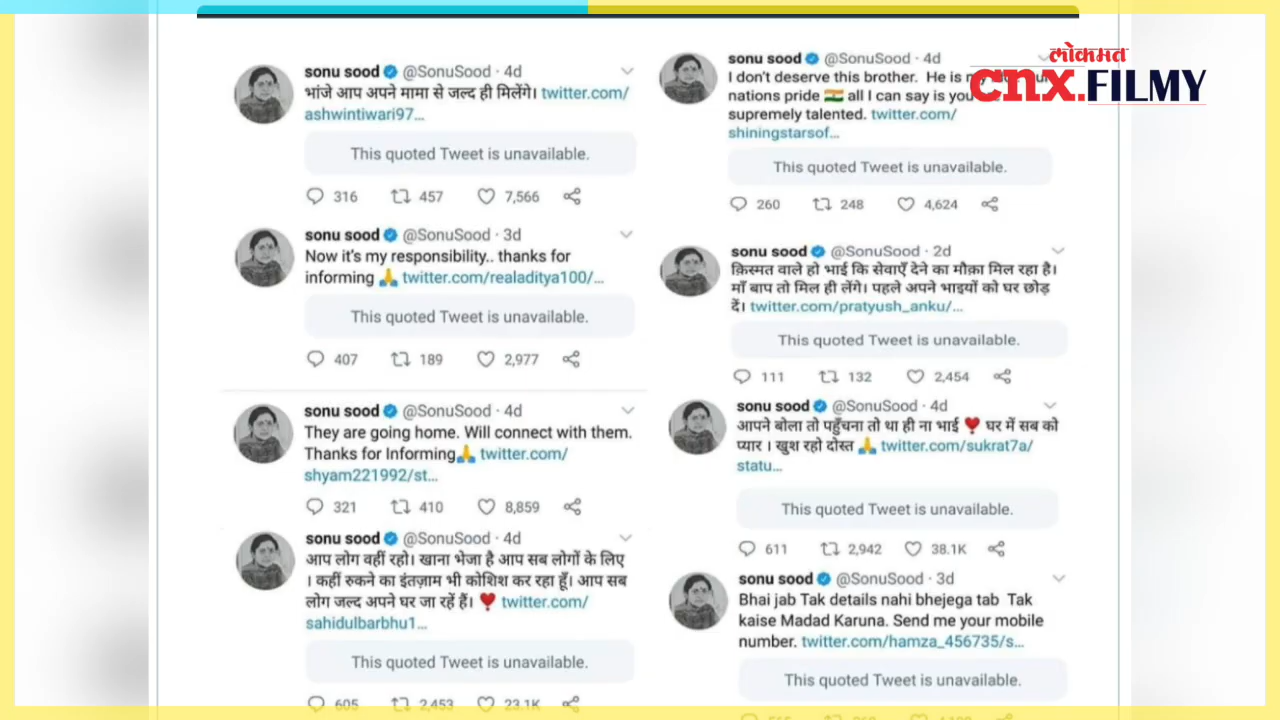 sonu sood @SonuSood · 4d
भांजे आप अपने मामा से जल्द ही मिलेंगे। twitter.com/
ashwintiwari97...
This quoted Tweet is unavailable.
316 457 7,566
sonu sood @SonuSood · 3d
Now it's my responsibility.. thanks for
informing 🙏 twitter.com/realaditya100/...
This quoted Tweet is unavailable.
407 189 2,977
sonu sood @SonuSood · 4d
They are going home. Will connect with them.
Thanks for Informing🙏 twitter.com/
shyam221992/st...
321 410 8,859
sonu sood @SonuSood · 4d
आप लोग वहीं रहो। खाना भेजा है आप सब लोगों के लिए
। कहीं रुकने का इंतज़ाम भी कोशिश कर रहा हूँ। आप सब
लोग जल्द अपने घर जा रहें हैं। ❣️ twitter.com/
sahidulbarbhu1...
This quoted Tweet is unavailable.
605 2,453 23.1K
sonu sood @SonuSood · 4d
I don't deserve this brother. He is
nations pride 🇮🇳 all I can say is you
supremely talented. twitter.com/
shiningstarsof...
This quoted Tweet is unavailable.
260 248 4,624
sonu sood @SonuSood · 2d
क़िस्मत वाले हो भाई कि सेवाएँ देने का मौक़ा मिल रहा है।
माँ बाप तो मिल ही लेंगे। पहले अपने भाइयों को घर छोड़
दें। twitter.com/pratyush_anku/...
This quoted Tweet is unavailable.
111 132 2,454
sonu sood @SonuSood · 4d
आपने बोला तो पहुँचना तो था ही ना भाई ❣️ घर में सब को
प्यार । खुश रहो दोस्त 🙏 twitter.com/sukrat7a/
statu...
This quoted Tweet is unavailable.
611 2,942 38.1K
sonu sood @SonuSood · 3d
Bhai jab Tak details nahi bhejega tab Tak
kaise Madad Karuna. Send me your mobile
number. twitter.com/hamza_456735/s...
This quoted Tweet is unavailable.
लोकमत
cnx.FILMY